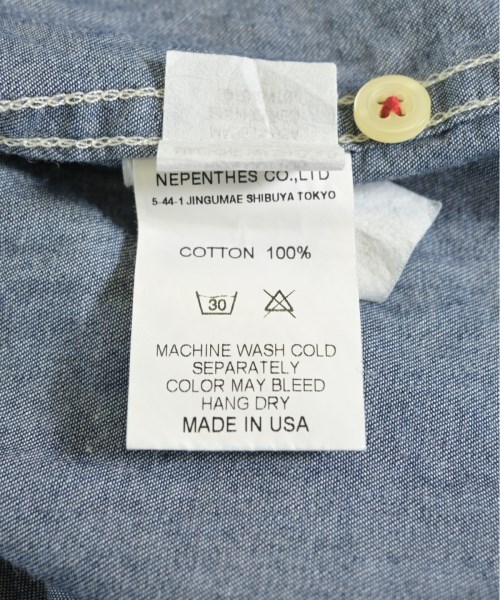 NEPENTHES CO.,LTD
5-44-1 JINGUMAE SHIBUYA TOKYO
COTTON 100%
30
MACHINE WASH COLD
SEPARATELY
COLOR MAY BLEED
HANG DRY
MADE IN USA